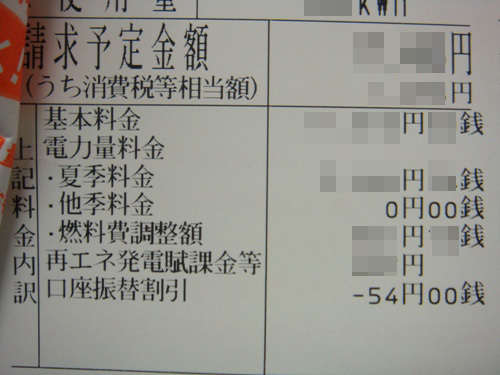 使用量 kWh
請求予定金額 円
(うち消費税等相当額) 円
上記料金内訳
基本料金 円 銭
電力量料金
・夏季料金 円 銭
・他季料金 0円00銭
・燃料費調整額 円 銭
再エネ発電賦課金等 円
口座振替割引 -54円00銭